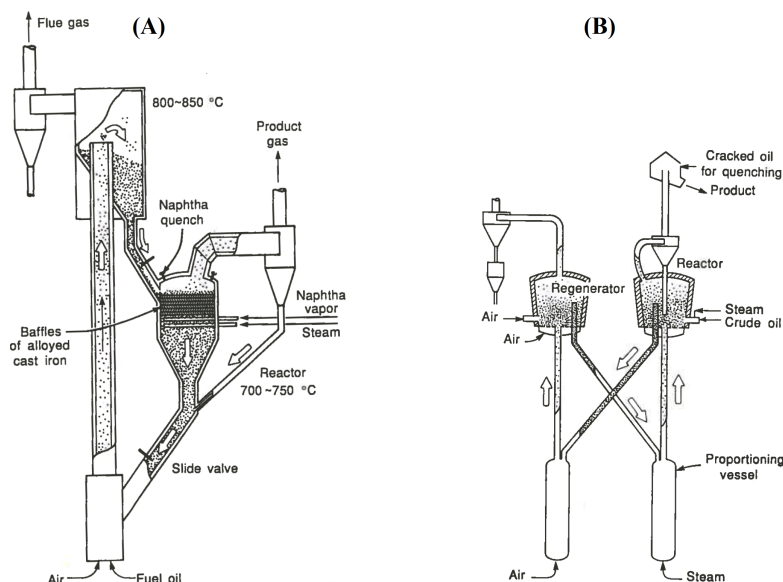 (A)
Flue gas
800~850 °C
Product
gas
Naphtha
quench
Naphtha
vapor
Steam
Baffles
of alloyed
cast iron
Reactor
700~750 °C
Slide valve
Air
Fuel oil
(B)
Cracked oil
for quenching
Product
Reactor
Regenerator
Air
Air
Steam
Crude oil
Proportioning
vessel
Air
Steam